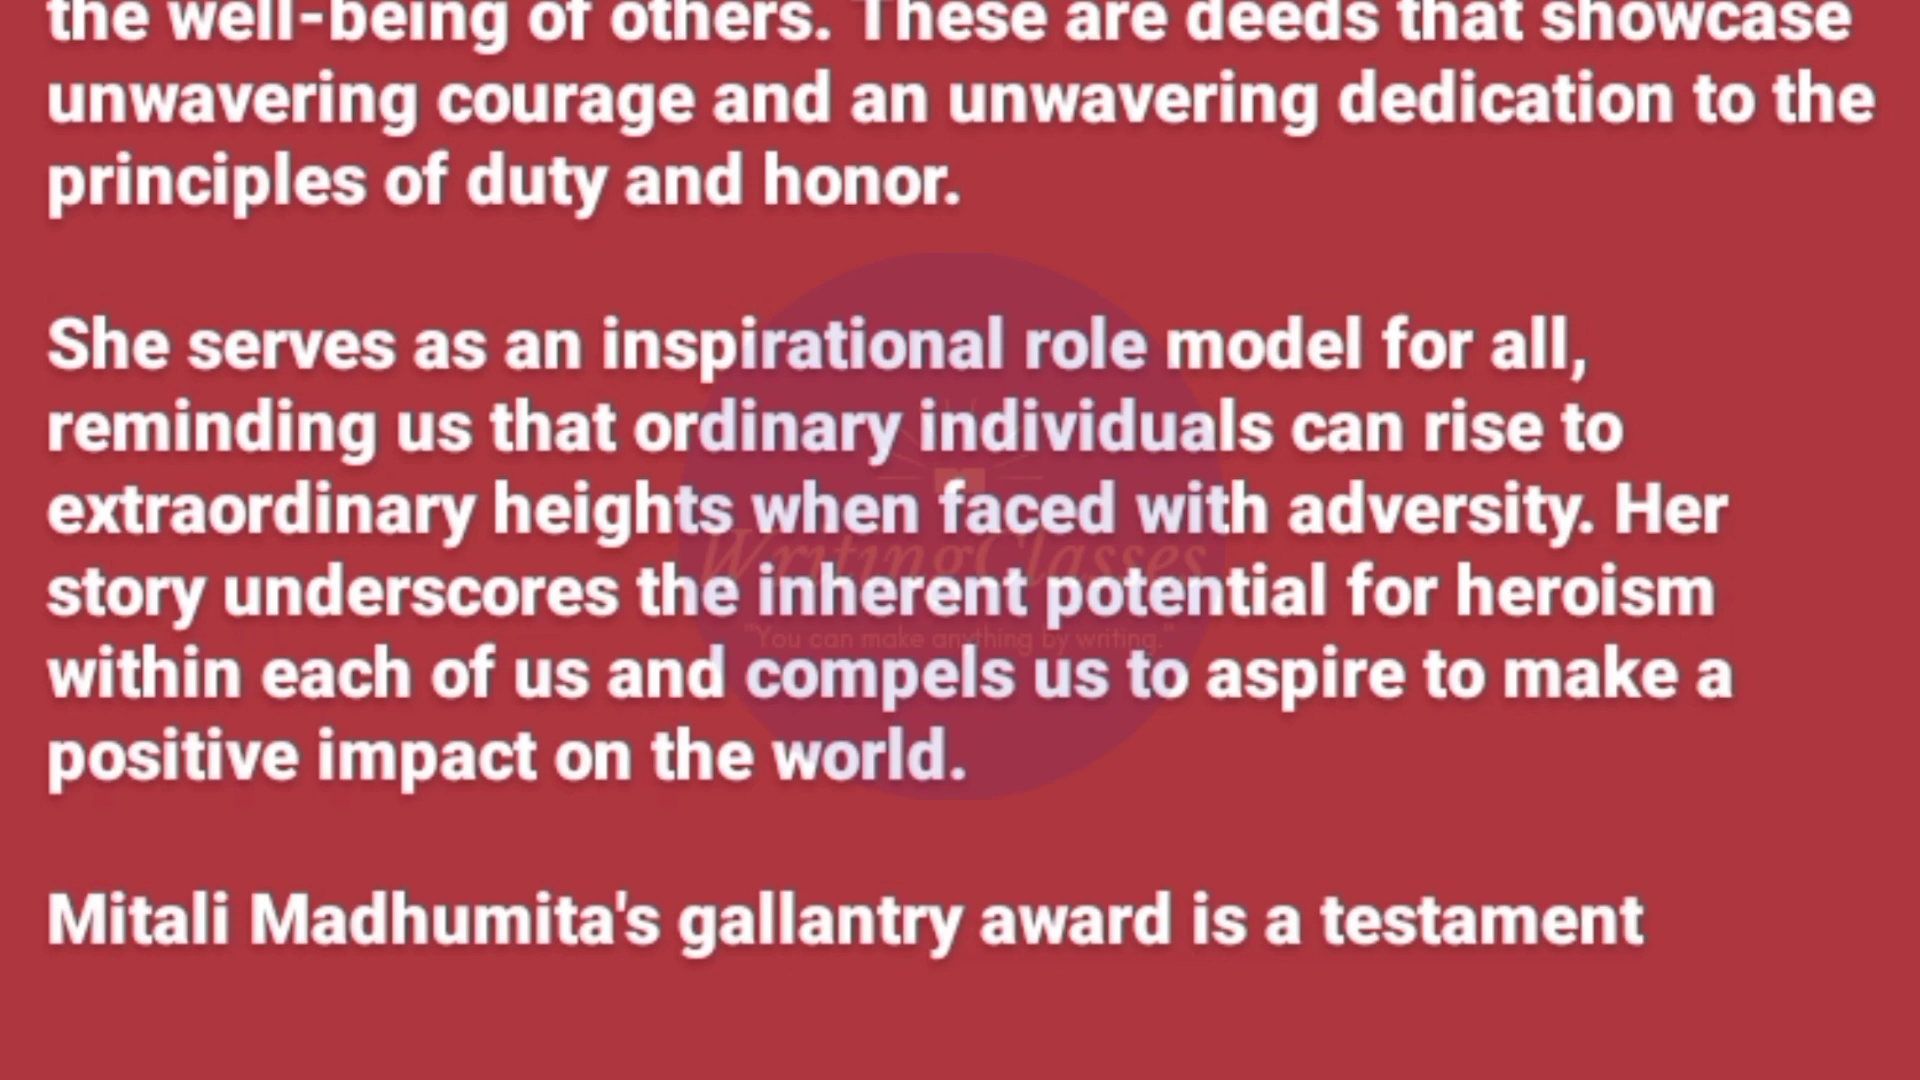 the well-being of others. These are deeds that showcase
unwavering courage and an unwavering dedication to the
principles of duty and honor.
She serves as an inspirational role model for all,
reminding us that ordinary individuals can rise to
extraordinary heights when faced with adversity. Her
WritingClasses
story underscores the inherent potential for heroism
"You can make anything by writing."
within each of us and compels us to aspire to make a
positive impact on the world.
Mitali Madhumita's gallantry award is a testament